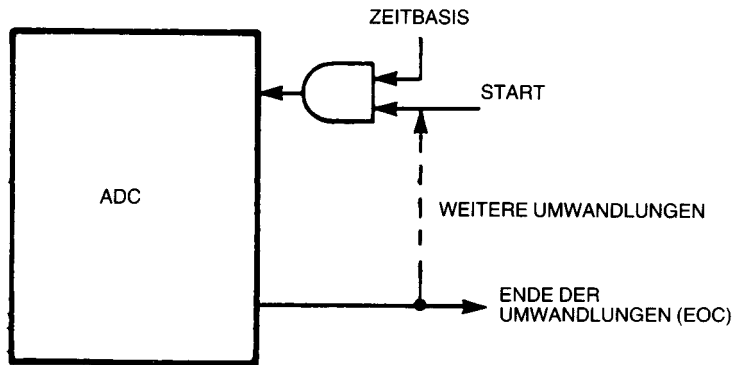 ZEITBASIS
START
ADC
WEITERE UMWANDLUNGEN
ENDE DER
UMWANDLUNGEN (EOC)